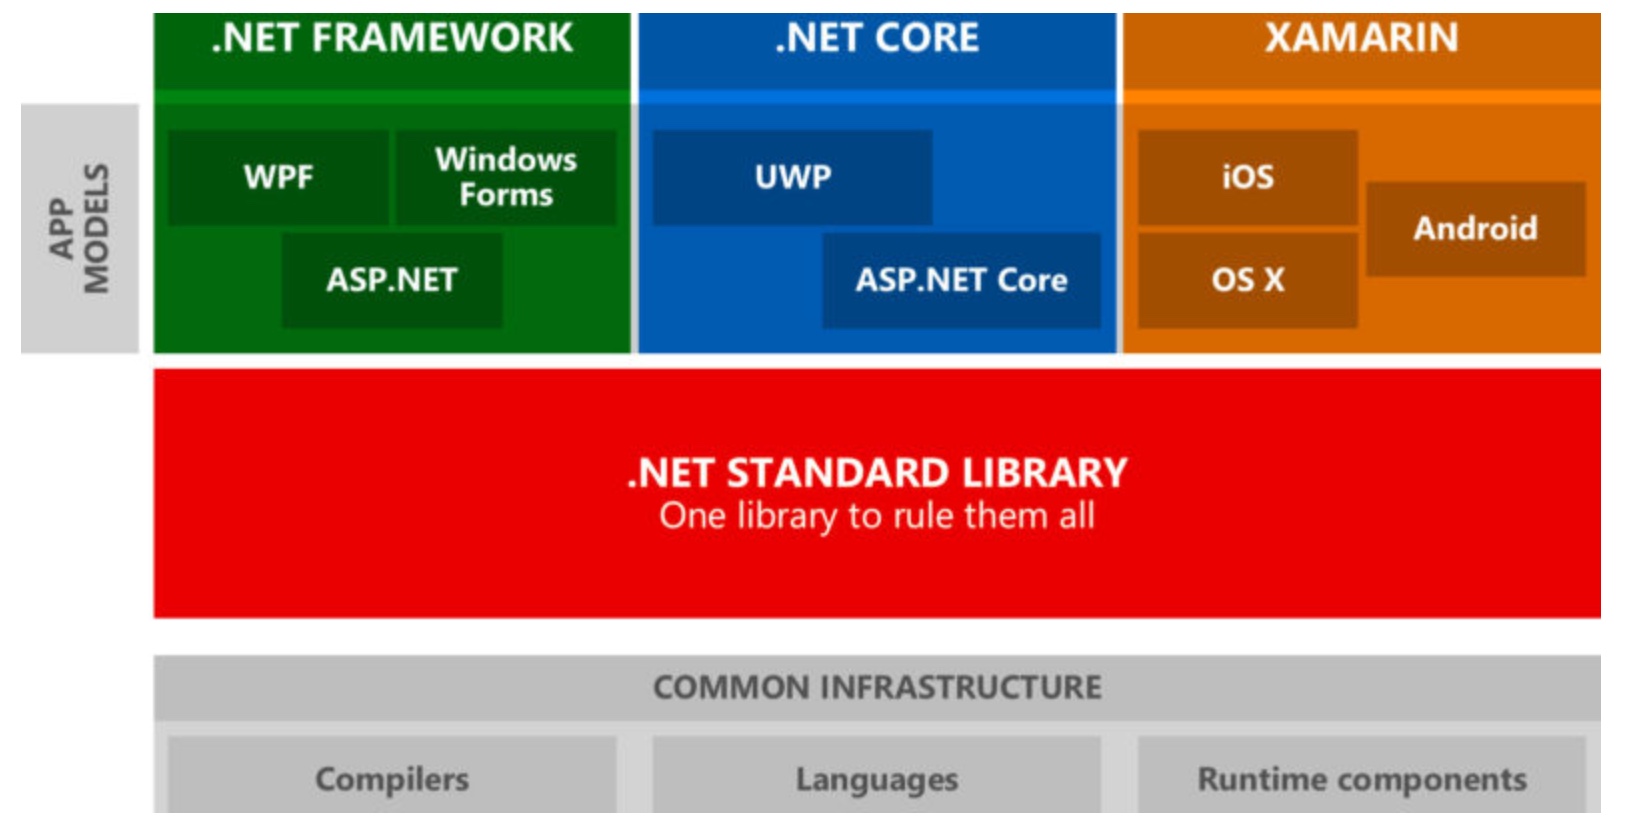 .NET FRAMEWORK
.NET CORE
XAMARIN
APP
MODELS
WPF
Windows
Forms
ASP.NET
UWP
ASP.NET Core
iOS
Android
OS X
.NET STANDARD LIBRARY
One library to rule them all
COMMON INFRASTRUCTURE
Compilers
Languages
Runtime components